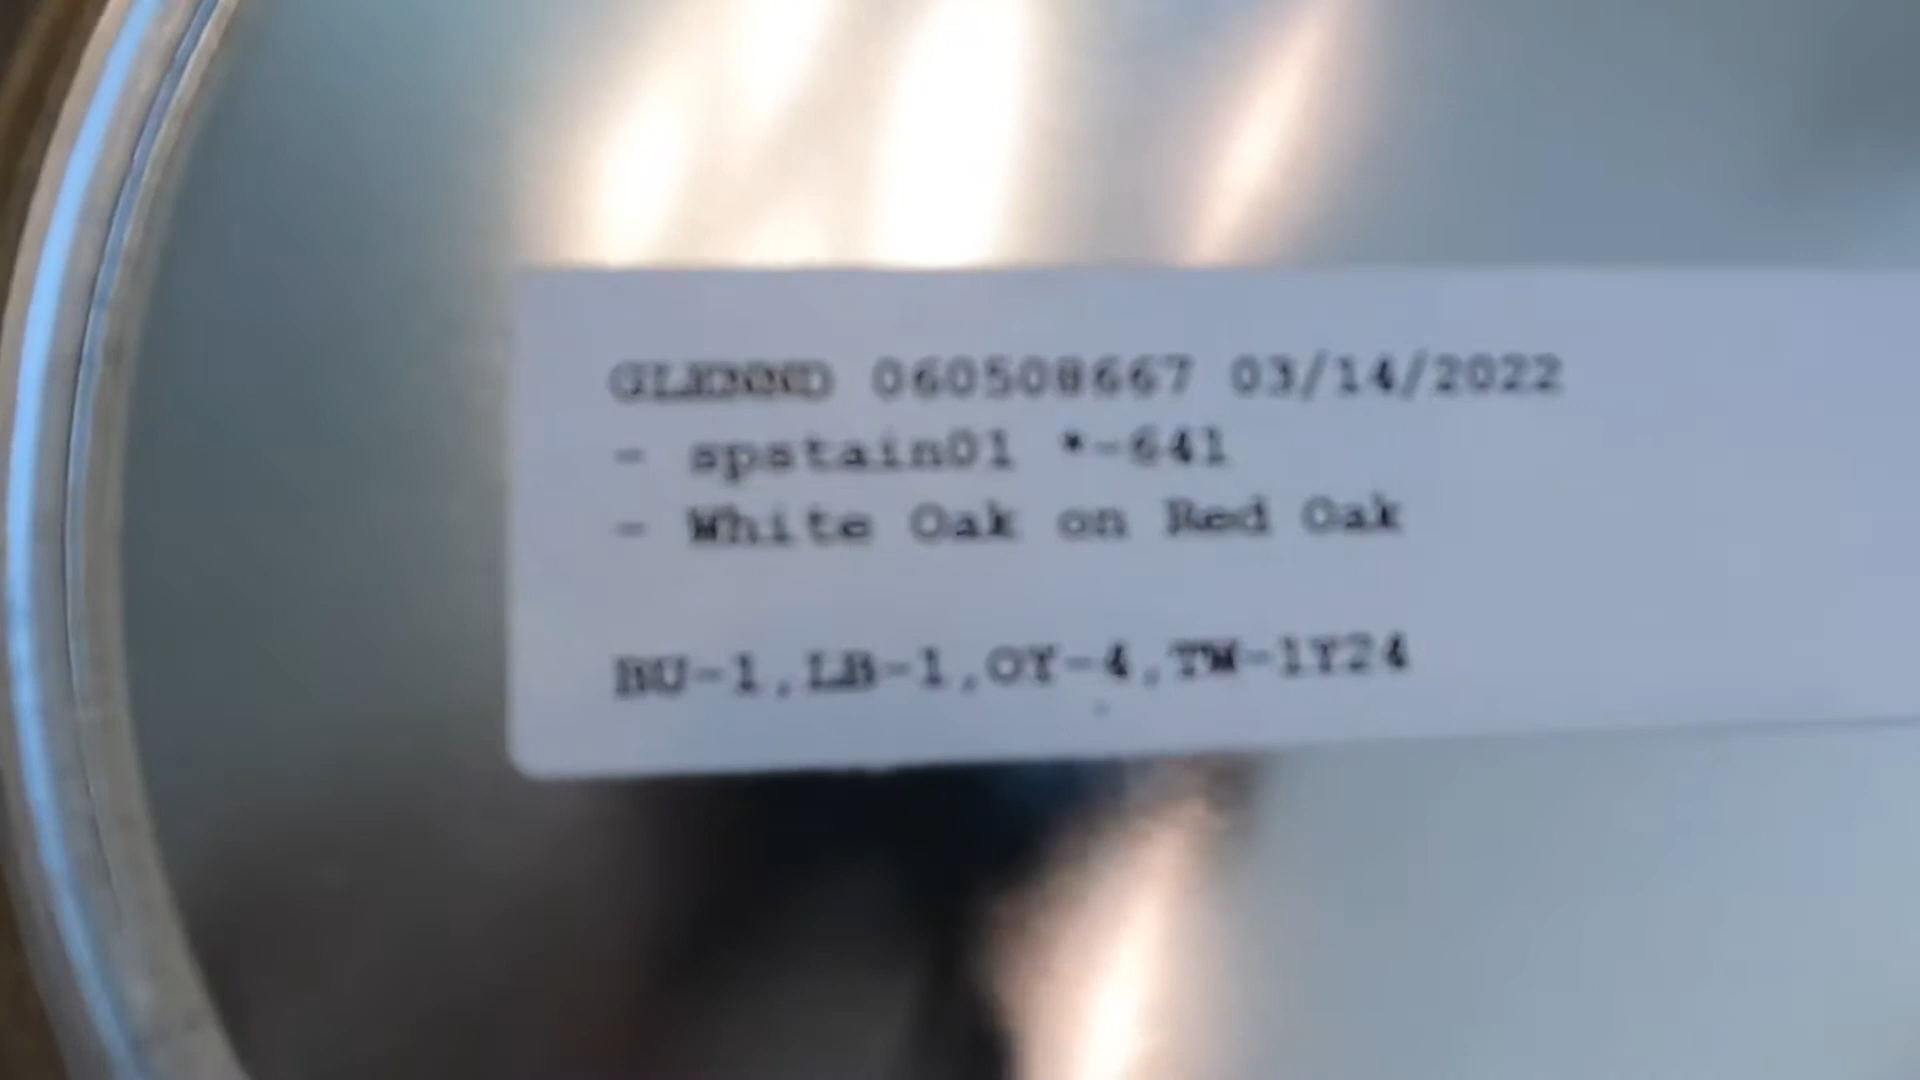 060508667 03/14/2022
- spstain01 *-641
- White Oak on Red Oak
BU-1,LB-1,OY-4,TW-1Y24